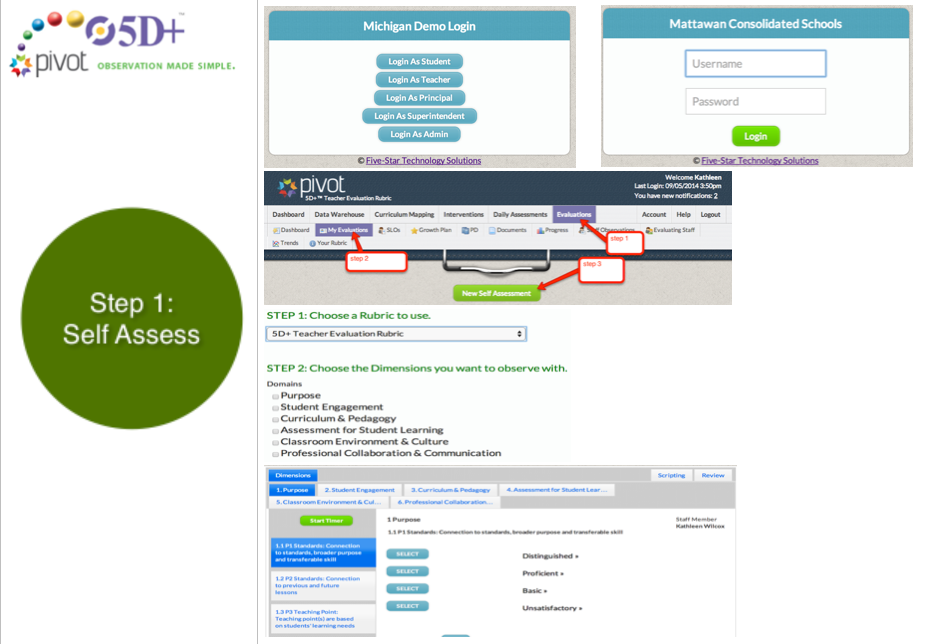 5D+™
pivot OBSERVATION MADE SIMPLE.
Step 1:
Self Assess
Michigan Demo Login
Login As Student
Login As Teacher
Login As Principal
Login As Superintendent
Login As Admin
© Five-Star Technology Solutions
Mattawan Consolidated Schools
Username
Password
Login
© Five-Star Technology Solutions
pivot
5D+™ Teacher Evaluation Rubric
Welcome Kathleen
Last Login: 09/05/2014 3:50pm
You have new notifications: 2
Dashboard Data Warehouse Curriculum Mapping Interventions Daily Assessments Evaluations Account Help Logout
Dashboard My Evaluations SLOs Growth Plan PD Documents Progress Observations Evaluating Staff
Trends Your Rubric
step 1
step 2
step 3
New Self Assessment
STEP 1: Choose a Rubric to use.
5D+ Teacher Evaluation Rubric
STEP 2: Choose the Dimensions you want to observe with.
Domains
Purpose
Student Engagement
Curriculum & Pedagogy
Assessment for Student Learning
Classroom Environment & Culture
Professional Collaboration & Communication
Dimensions Scripting Review
1. Purpose 2. Student Engagement 3. Curriculum & Pedagogy 4. Assessment for Student Lear...
5. Classroom Environment & Cul... 6. Professional Collaboration...
Start Timer
1.1 P1 Standards: Connection
to standards, broader purpose
and transferable skill
1.2 P2 Standards: Connection
to previous and future
lessons
1.3 P3 Teaching Point:
Teaching point(s) are based
on students' learning needs
1 Purpose
1.1 P1 Standards: Connection to standards, broader purpose and transferable skill
Staff Member
Kathleen Wilcox
SELECT Distinguished »
SELECT Proficient »
SELECT Basic »
SELECT Unsatisfactory »